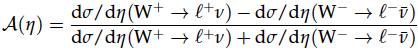 𝒜(η) = dσ/dη(W⁺ → ℓ⁺ν) − dσ/dη(W⁻ → ℓ⁻ν̄)
dσ/dη(W⁺ → ℓ⁺ν) + dσ/dη(W⁻ → ℓ⁻ν̄)